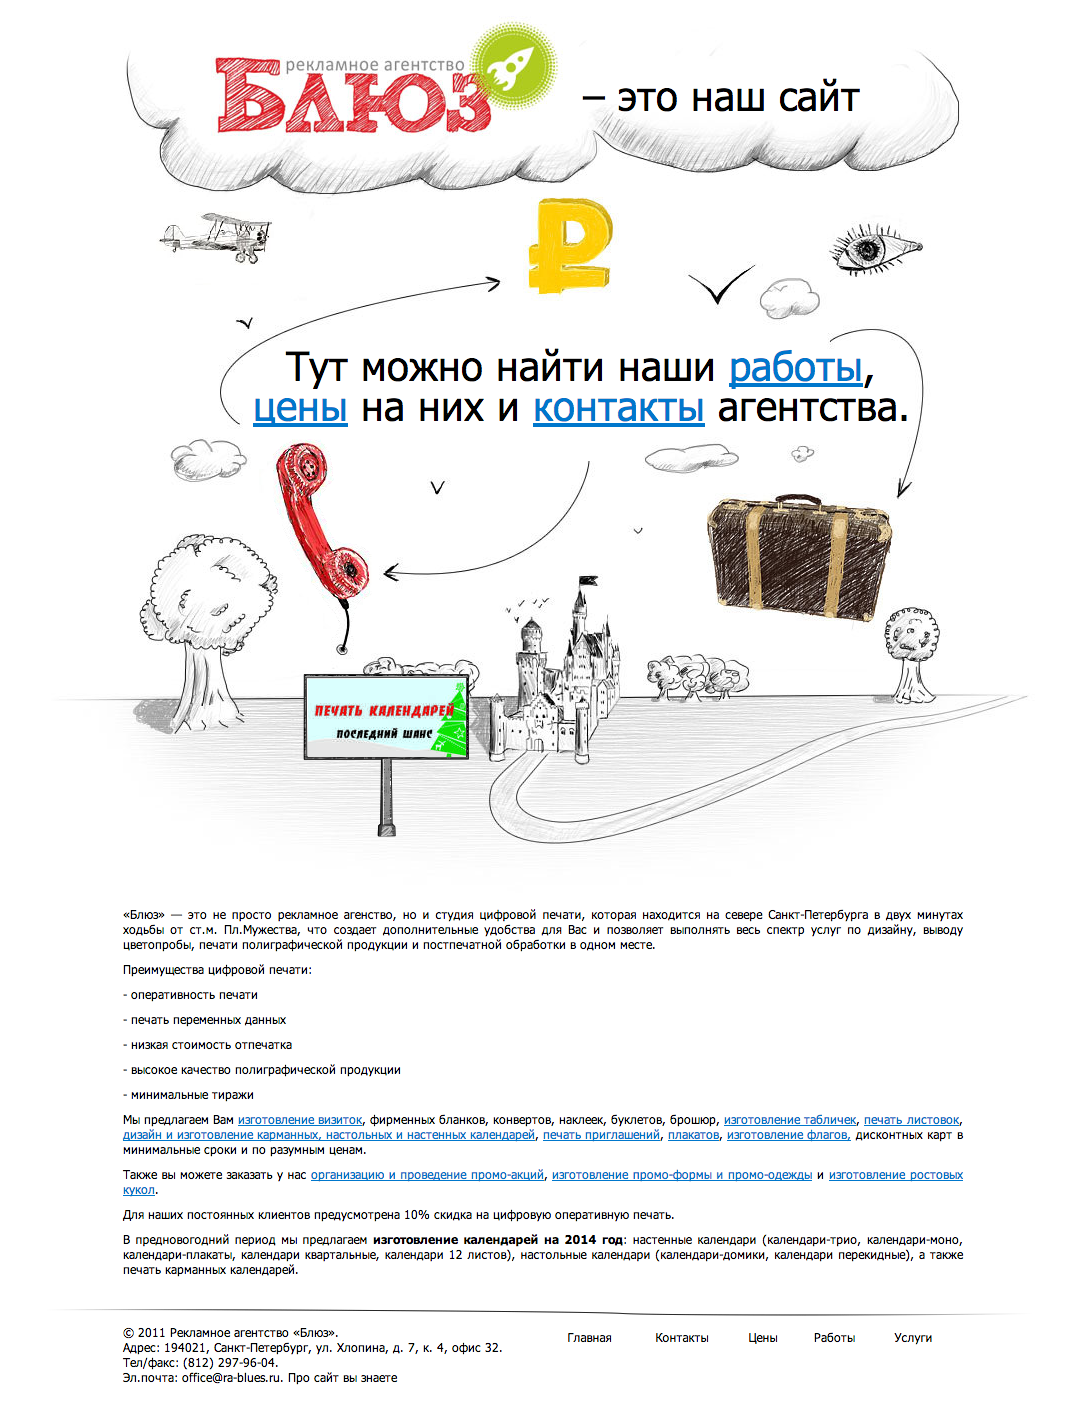 рекламное агентство
Блюз
– это наш сайт
Тут можно найти наши работы,
цены на них и контакты агентства.
ПЕЧАТЬ КАЛЕНДАРЕЙ
ПОСЛЕДНИЙ ШАНС
«Блюз» — это не просто рекламное агенство, но и студия цифровой печати, которая находится на севере Санкт-Петербурга в двух минутах
ходьбы от ст.м. Пл.Мужества, что создает дополнительные удобства для Вас и позволяет выполнять весь спектр услуг по дизайну, выводу
цветопробы, печати полиграфической продукции и постпечатной обработки в одном месте.
Преимущества цифровой печати:
- оперативность печати
- печать переменных данных
- низкая стоимость отпечатка
- высокое качество полиграфической продукции
- минимальные тиражи
Мы предлагаем Вам изготовление визиток, фирменных бланков, конвертов, наклеек, буклетов, брошюр, изготовление табличек, печать листовок,
дизайн и изготовление карманных, настольных и настенных календарей, печать приглашений, плакатов, изготовление флагов, дисконтных карт в
минимальные сроки и по разумным ценам.
Также вы можете заказать у нас организацию и проведение промо-акций, изготовление промо-формы и промо-одежды и изготовление ростовых
кукол.
Для наших постоянных клиентов предусмотрена 10% скидка на цифровую оперативную печать.
В предновогодний период мы предлагаем изготовление календарей на 2014 год: настенные календари (календари-трио, календари-моно,
календари-плакаты, календари квартальные, календари 12 листов), настольные календари (календари-домики, календари перекидные), а также
печать карманных календарей.
© 2011 Рекламное агентство «Блюз».
Адрес: 194021, Санкт-Петербург, ул. Хлопина, д. 7, к. 4, офис 32.
Тел/факс: (812) 297-96-04.
Эл.почта: office@ra-blues.ru. Про сайт вы знаете
Главная Контакты Цены Работы Услуги